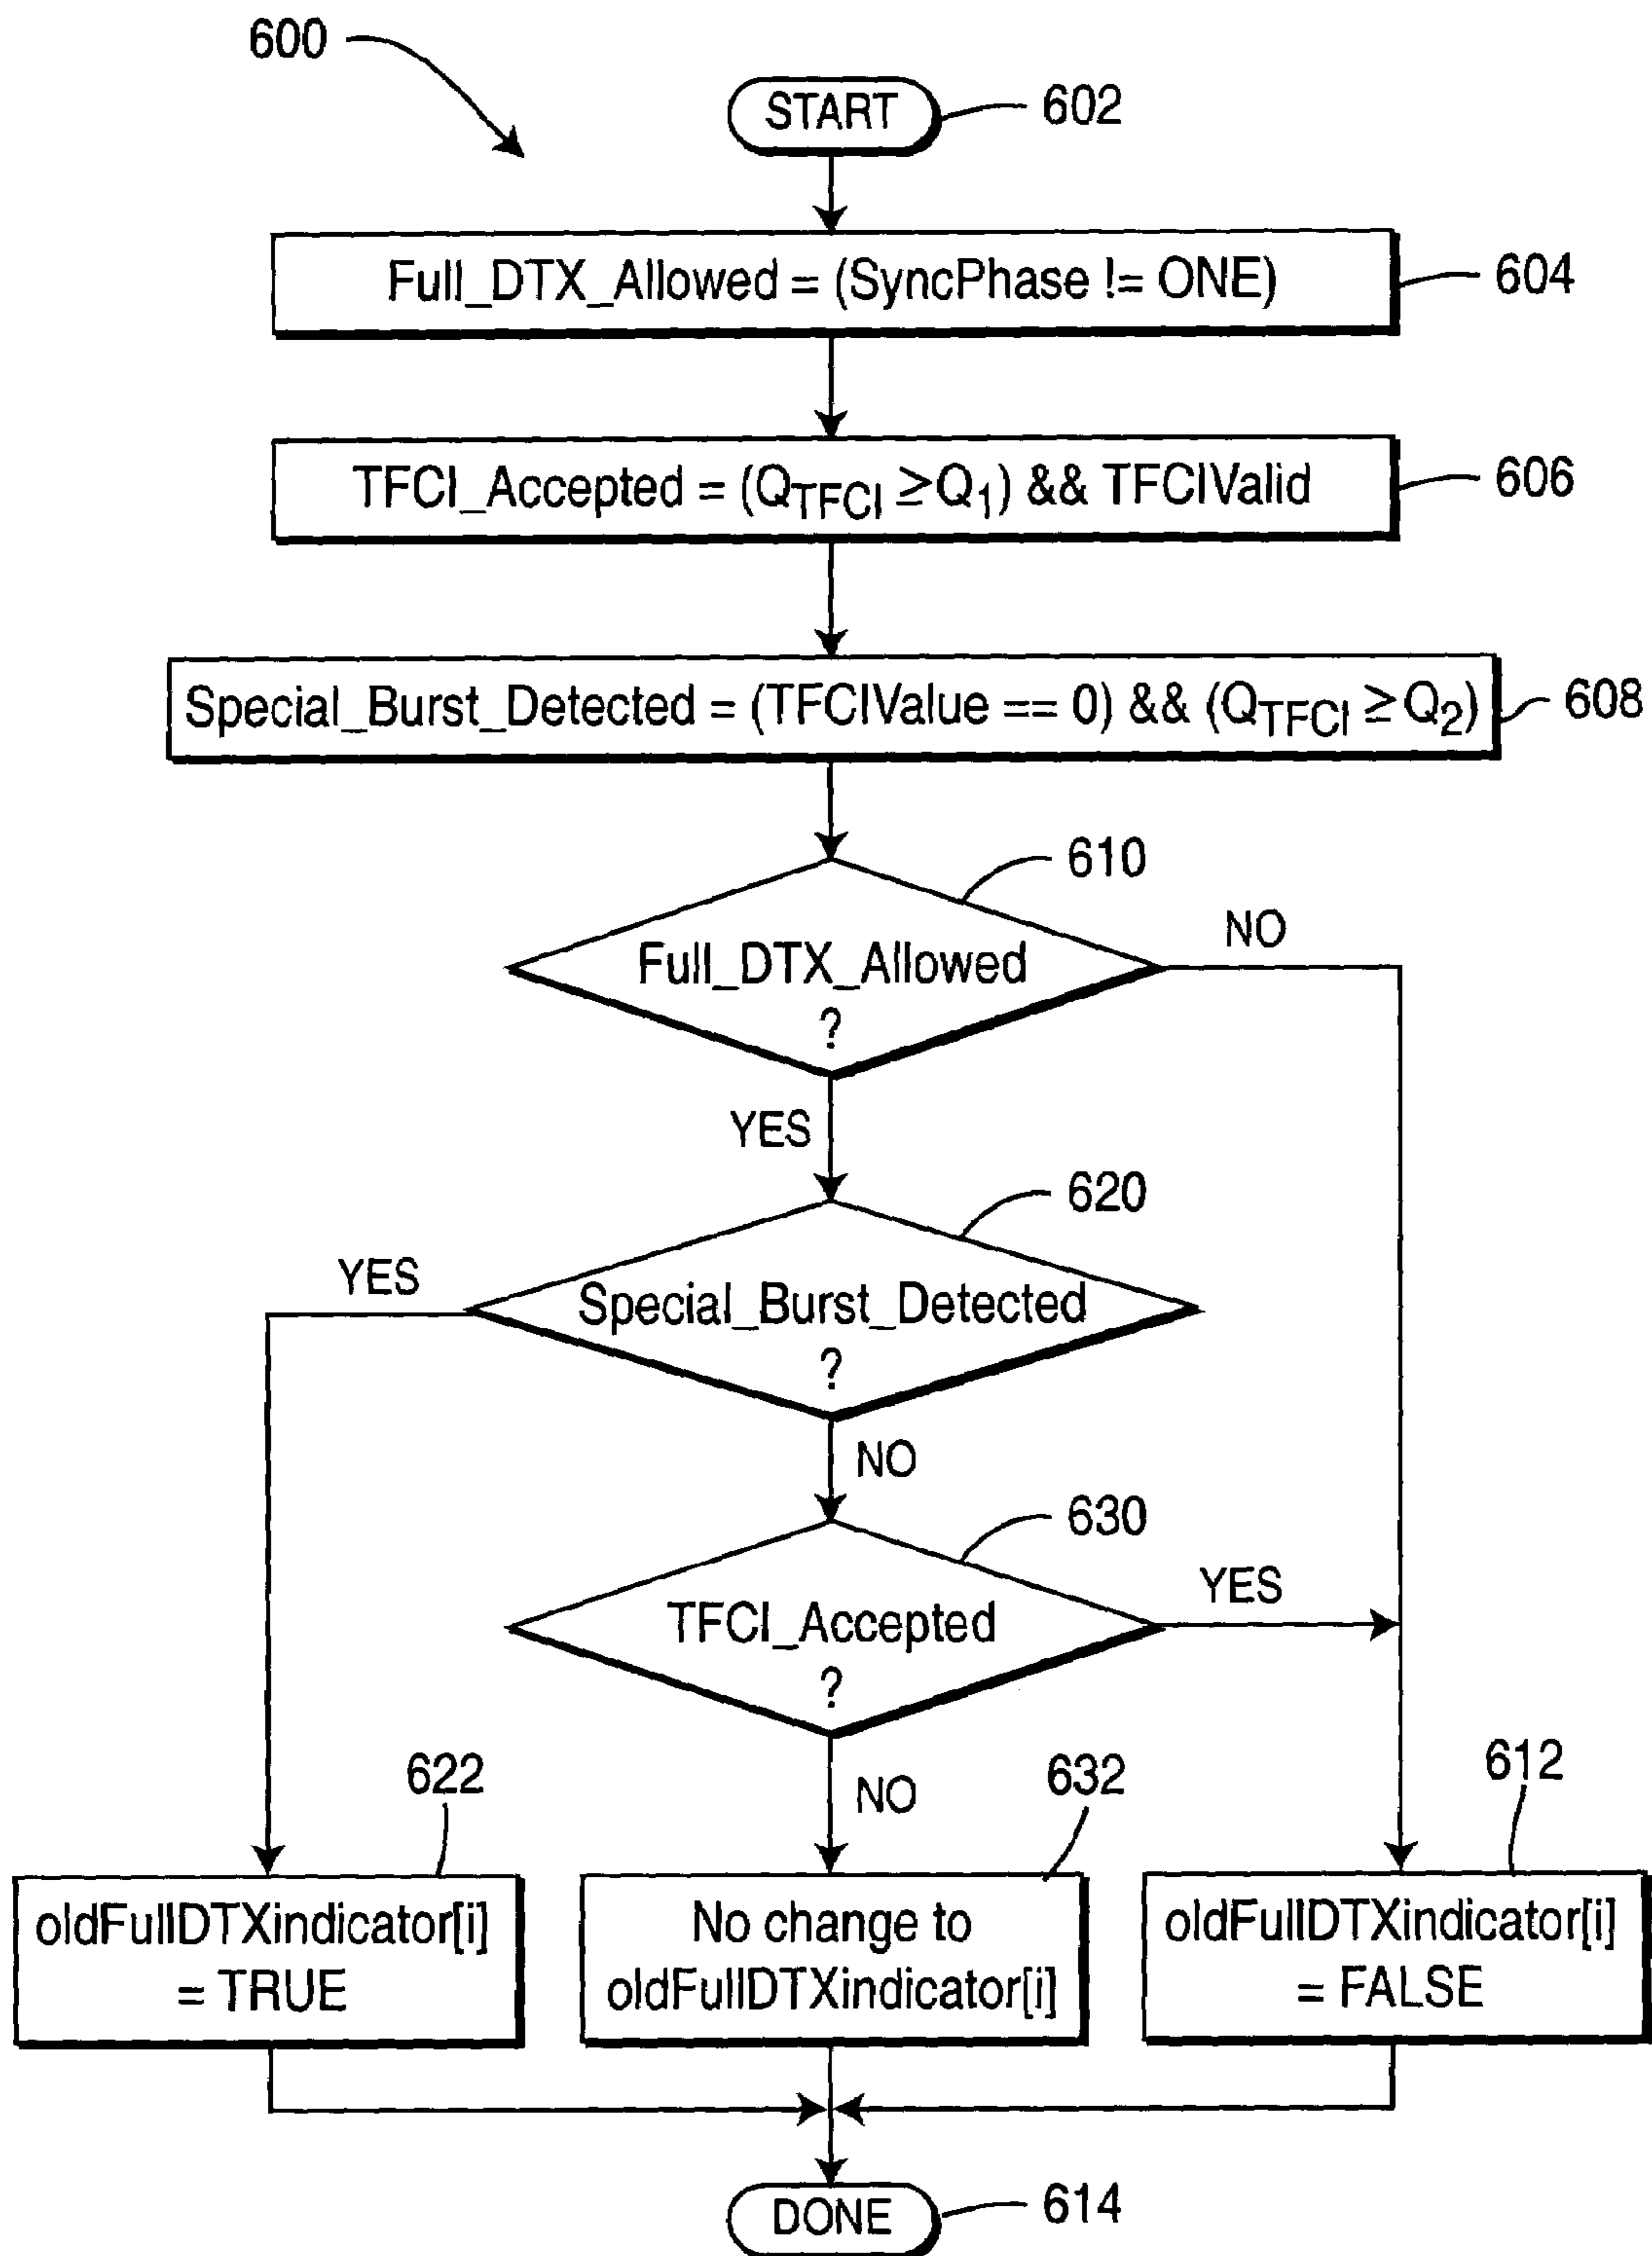 600
START
602
Full_DTX_Allowed = (SyncPhase != ONE)
604
TFCI_Accepted = (QTFCI ≥Q1) && TFCIValid
606
Special_Burst_Detected = (TFCIValue == 0) && (QTFCI ≥Q2)
608
610
Full_DTX_Allowed
?
NO
YES
620
YES
Special_Burst_Detected
?
NO
630
TFCI_Accepted
?
YES
NO
622
632
612
oldFullDTXindicator[i]
= TRUE
No change to
oldFullDTXindicator[i]
oldFullDTXindicator[i]
= FALSE
DONE
614